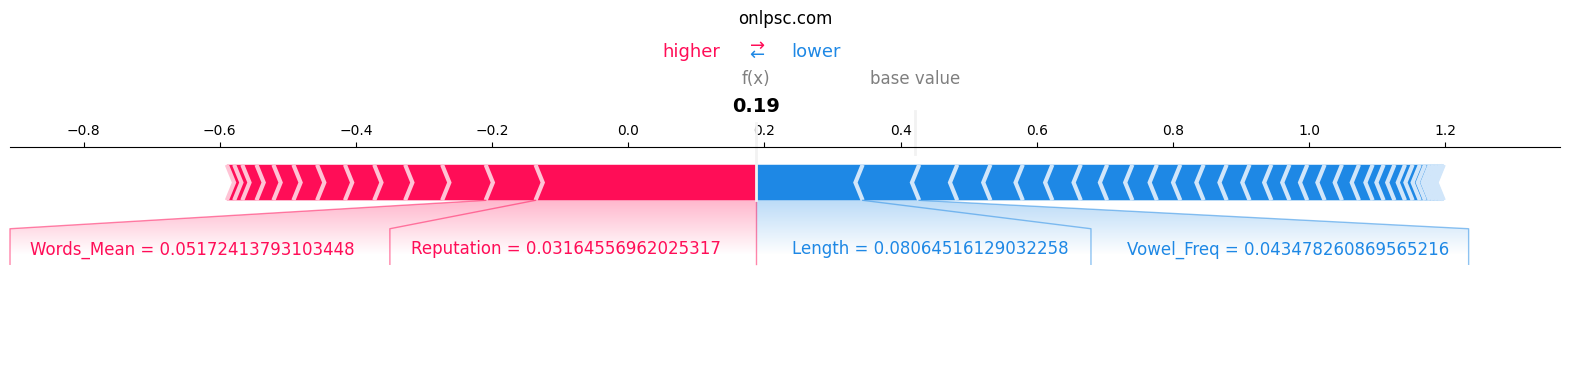 onlpsc.com
higher ⇄ lower
f(x) base value
0.19
−0.8 −0.6 −0.4 −0.2 0.0 0.2 0.4 0.6 0.8 1.0 1.2
Words_Mean = 0.05172413793103448 Reputation = 0.03164556962025317 Length = 0.08064516129032258 Vowel_Freq = 0.043478260869565216